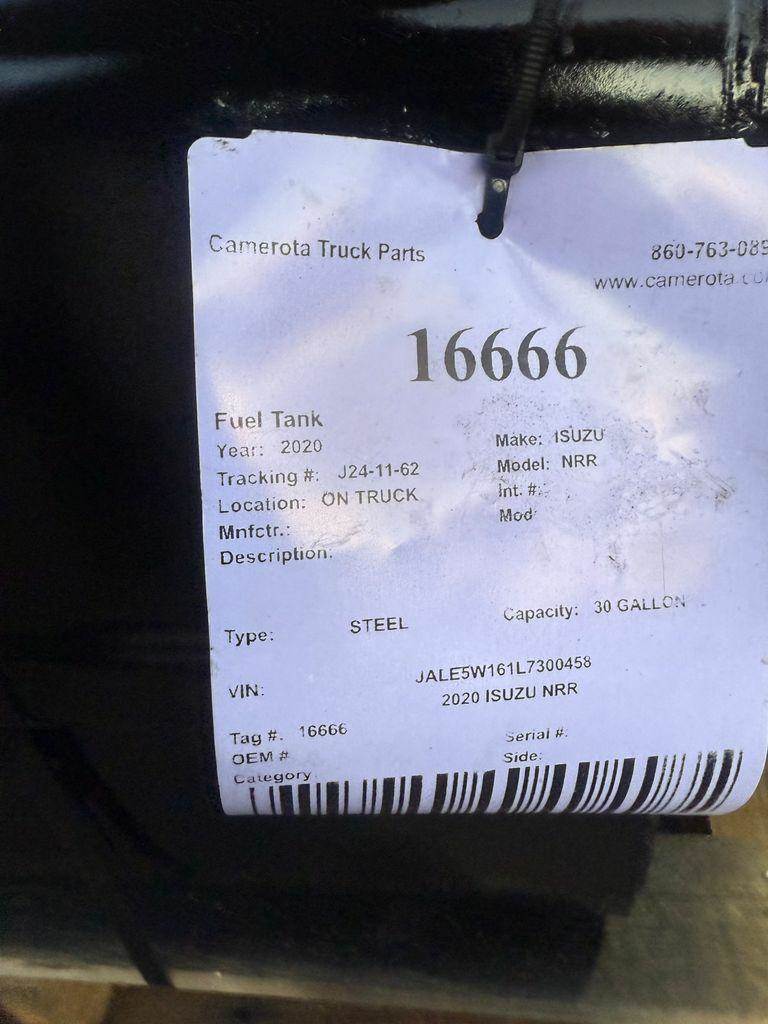 Camerota Truck Parts 860-763-089
www.camerota.co
16666
Fuel Tank
Year: 2020 Make: ISUZU
Tracking #: J24-11-62 Model: NRR
Location: ON TRUCK Int. #:
Mnfctr.: Mod:
Description:
Type: STEEL Capacity: 30 GALLON
VIN: JALE5W161L7300458
2020 ISUZU NRR
Tag #: 16666 Serial #:
OEM # Side:
Category